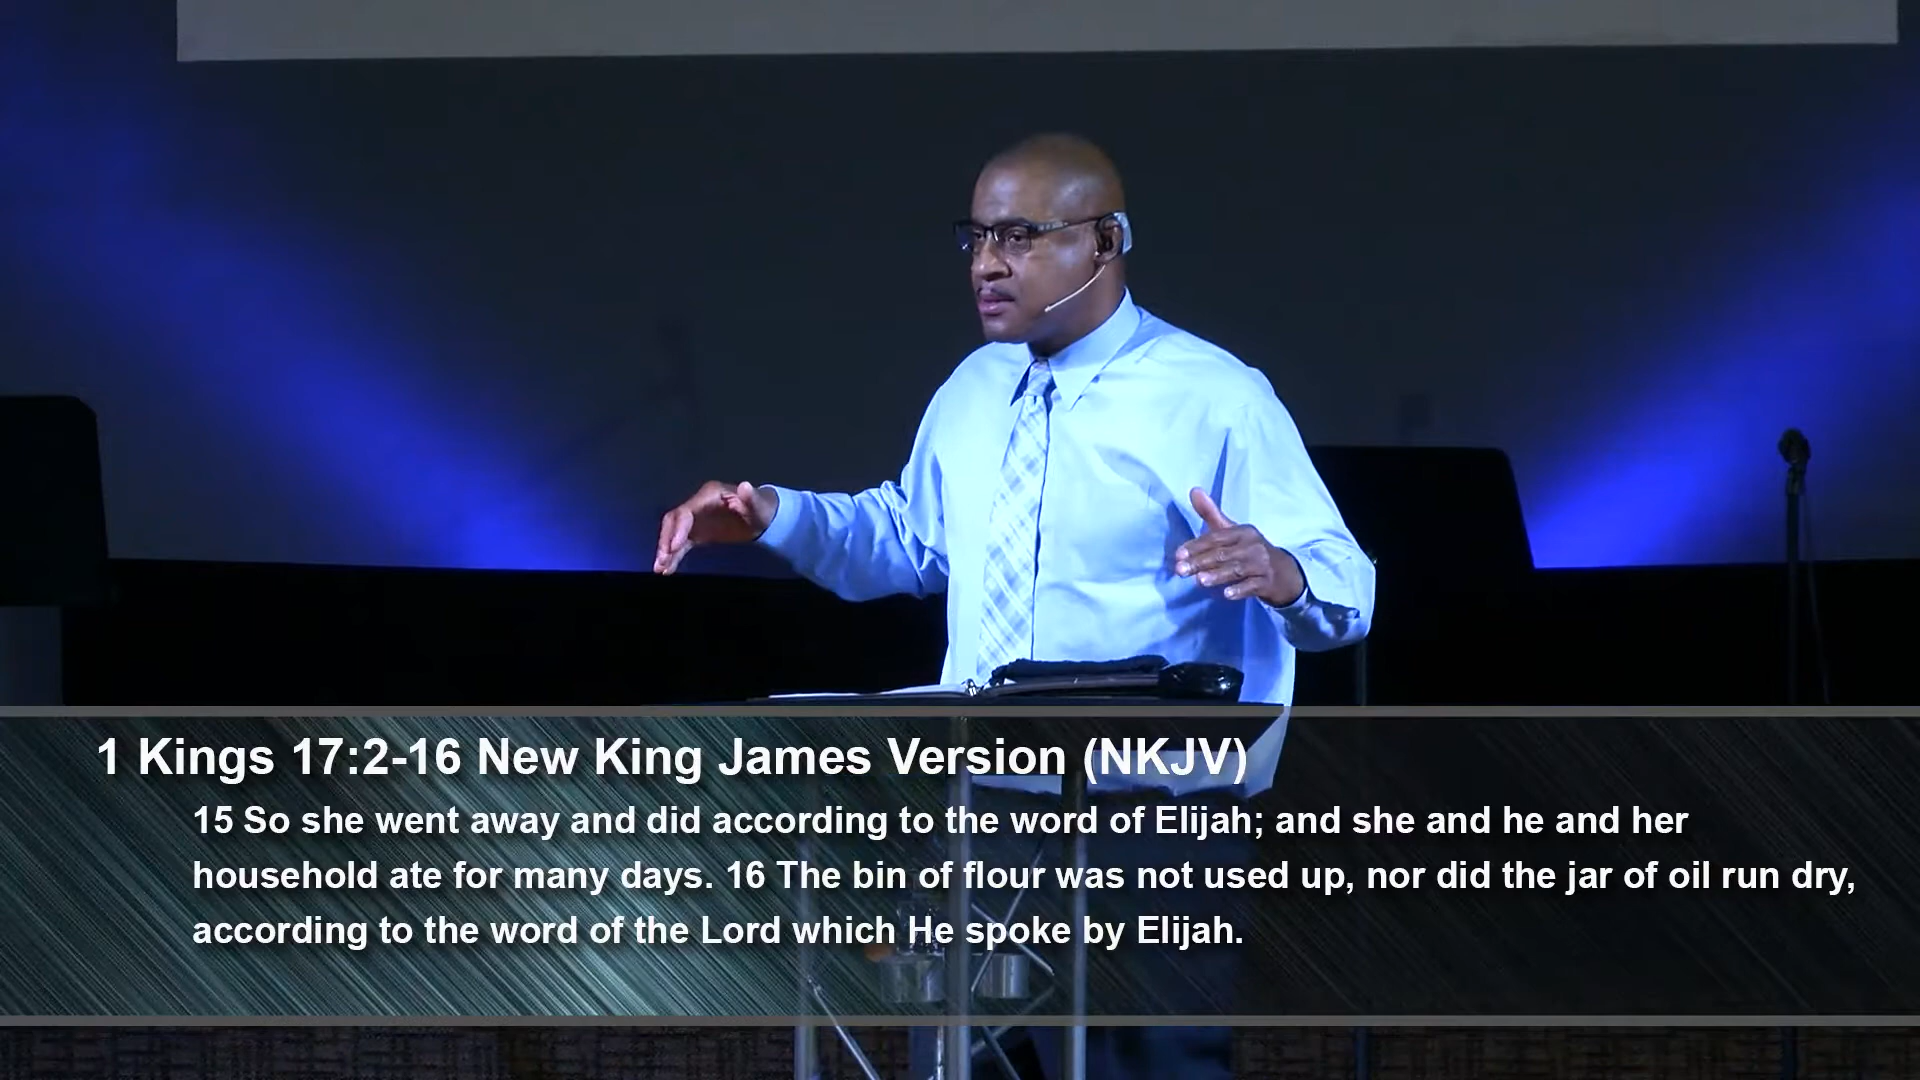 1 Kings 17:2-16 New King James Version (NKJV)
15 So she went away and did according to the word of Elijah; and she and he and her
household ate for many days. 16 The bin of flour was not used up, nor did the jar of oil run dry,
according to the word of the Lord which He spoke by Elijah.